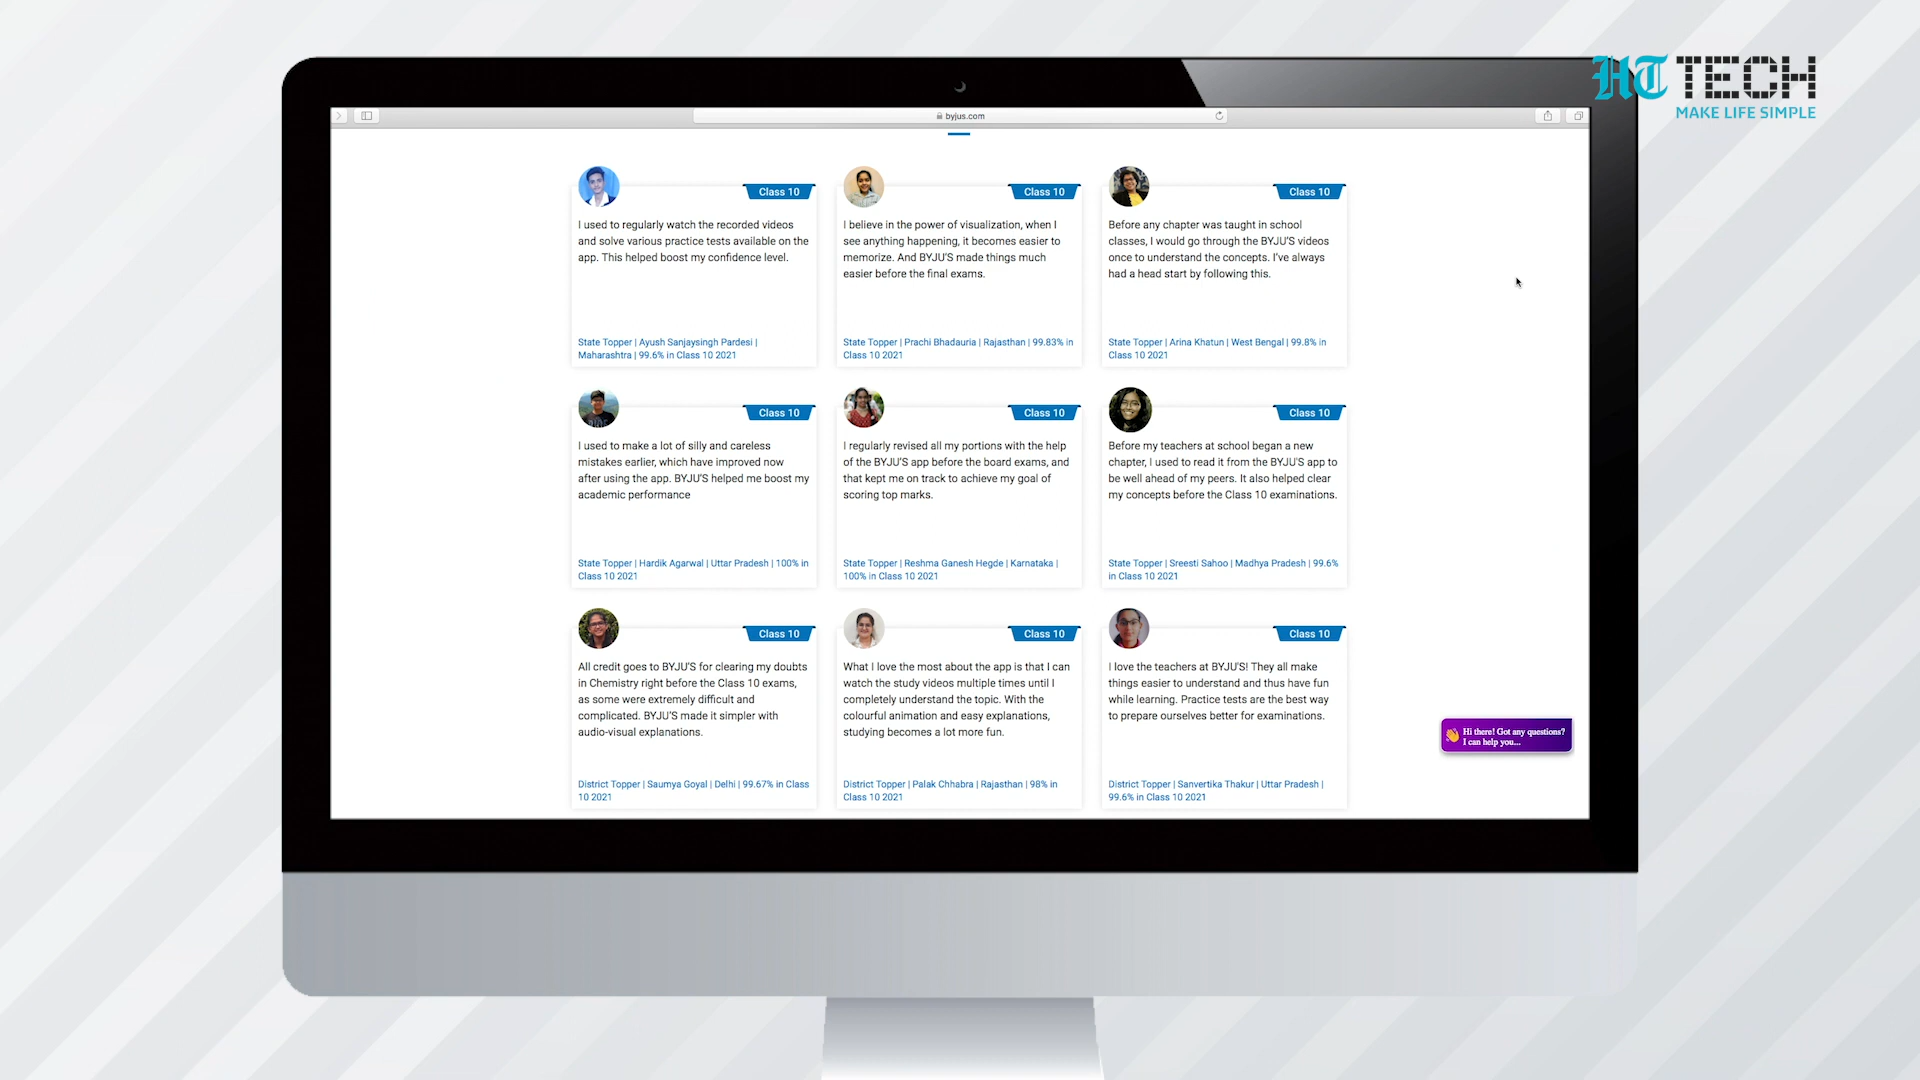 HT TECH
MAKE LIFE SIMPLE
byjus.com
Class 10
I used to regularly watch the recorded videos
and solve various practice tests available on the
app. This helped boost my confidence level.
State Topper | Ayush Sanjaysingh Pardesi |
Maharashtra | 99.6% in Class 10 2021
Class 10
I believe in the power of visualization, when I
see anything happening, it becomes easier to
memorize. And BYJU'S made things much
easier before the final exams.
State Topper | Prachi Bhadauria | Rajasthan | 99.83% in
Class 10 2021
Class 10
Before any chapter was taught in school
classes, I would go through the BYJU'S videos
once to understand the concepts. I've always
had a head start by following this.
State Topper | Arina Khatun | West Bengal | 99.8% in
Class 10 2021
Class 10
I used to make a lot of silly and careless
mistakes earlier, which have improved now
after using the app. BYJU'S helped me boost my
academic performance
State Topper | Hardik Agarwal | Uttar Pradesh | 100% in
Class 10 2021
Class 10
I regularly revised all my portions with the help
of the BYJU'S app before the board exams, and
that kept me on track to achieve my goal of
scoring top marks.
State Topper | Reshma Ganesh Hegde | Karnataka |
100% in Class 10 2021
Class 10
Before my teachers at school began a new
chapter, I used to read it from the BYJU'S app to
be well ahead of my peers. It also helped clear
my concepts before the Class 10 examinations.
State Topper | Sreesti Sahoo | Madhya Pradesh | 99.6%
in Class 10 2021
Class 10
All credit goes to BYJU'S for clearing my doubts
in Chemistry right before the Class 10 exams,
as some were extremely difficult and
complicated. BYJU'S made it simpler with
audio-visual explanations.
District Topper | Saumya Goyal | Delhi | 99.67% in Class
10 2021
Class 10
What I love the most about the app is that I can
watch the study videos multiple times until I
completely understand the topic. With the
colourful animation and easy explanations,
studying becomes a lot more fun.
District Topper | Palak Chhabra | Rajasthan | 98% in
Class 10 2021
Class 10
I love the teachers at BYJU'S! They all make
things easier to understand and thus have fun
while learning. Practice tests are the best way
to prepare ourselves better for examinations.
District Topper | Sanvertika Thakur | Uttar Pradesh |
99.6% in Class 10 2021
Hi there! Got any questions?
I can help you...